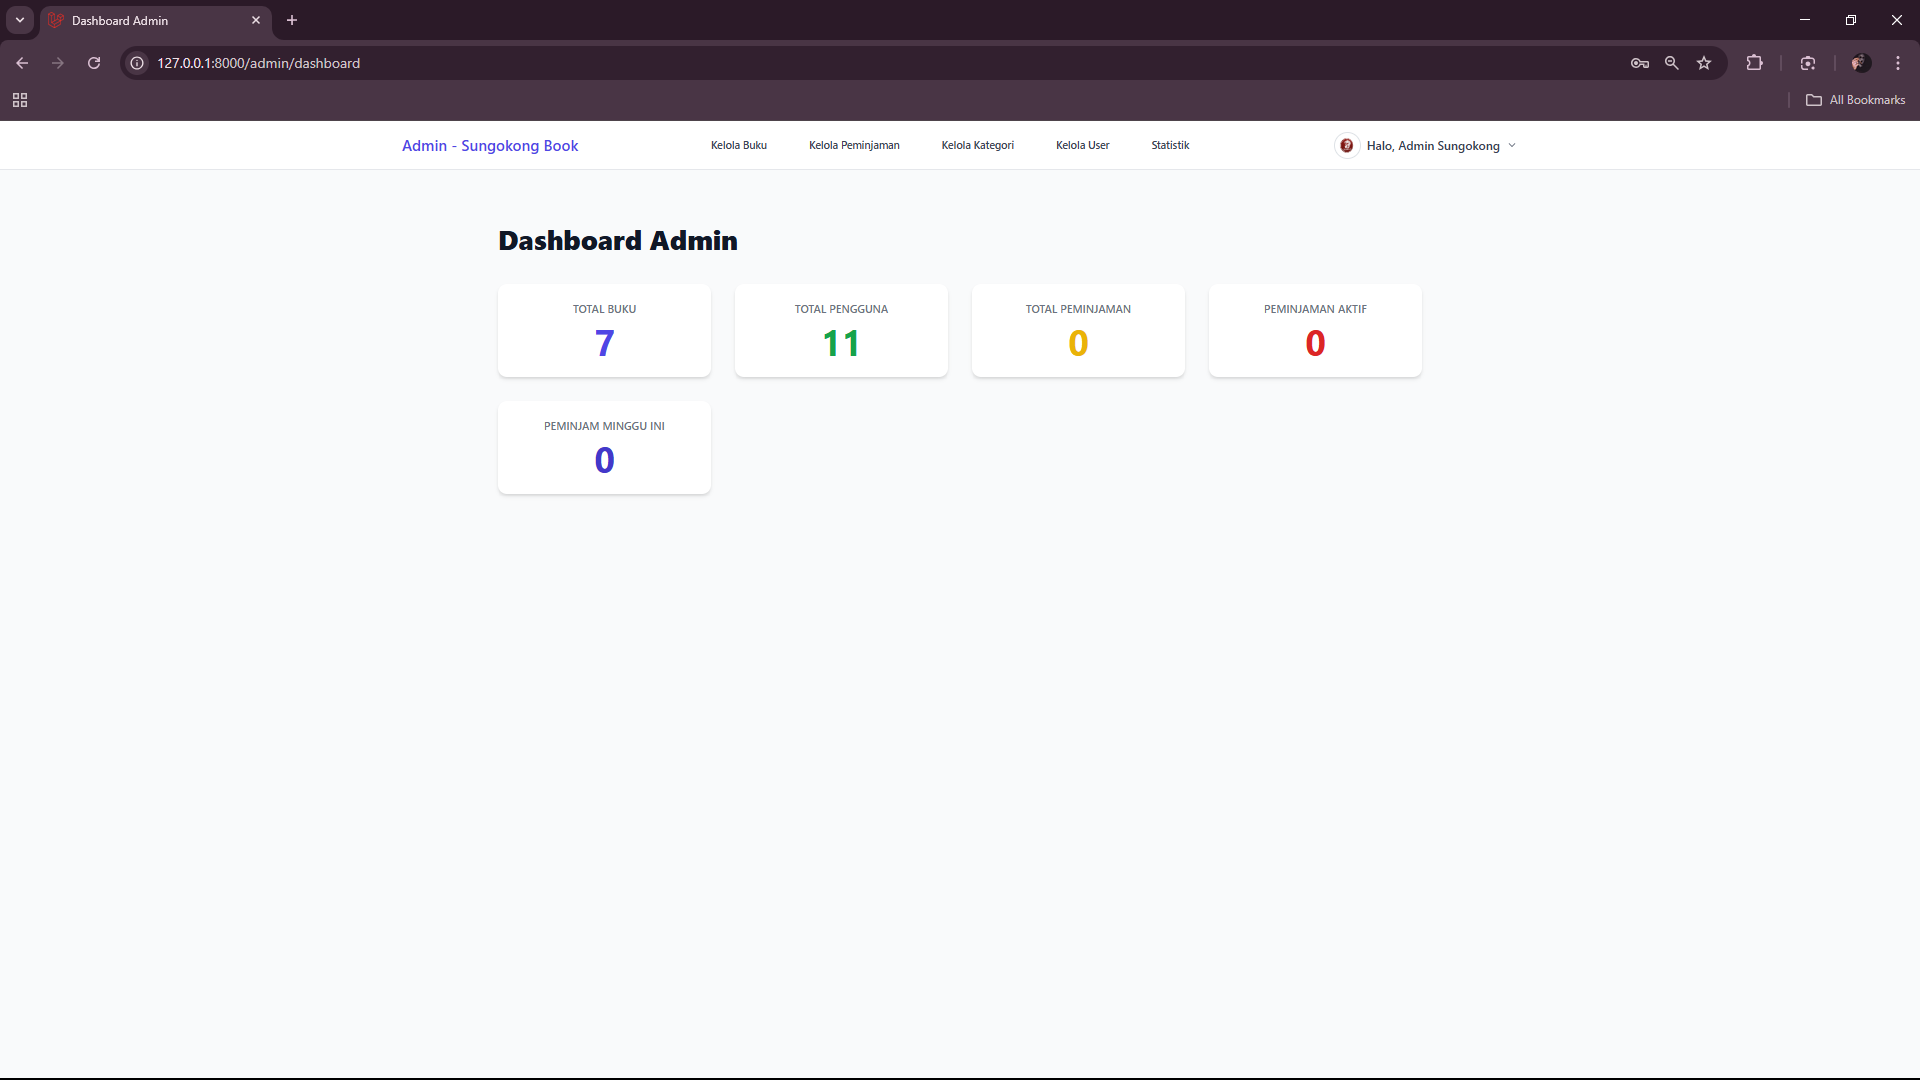 Dashboard Admin
127.0.0.1:8000/admin/dashboard
All Bookmarks
Admin - Sungokong Book
Kelola Buku
Kelola Peminjaman
Kelola Kategori
Kelola User
Statistik
Halo, Admin Sungokong
Dashboard Admin
TOTAL BUKU
7
TOTAL PENGGUNA
11
TOTAL PEMINJAMAN
0
PEMINJAMAN AKTIF
0
PEMINJAM MINGGU INI
0